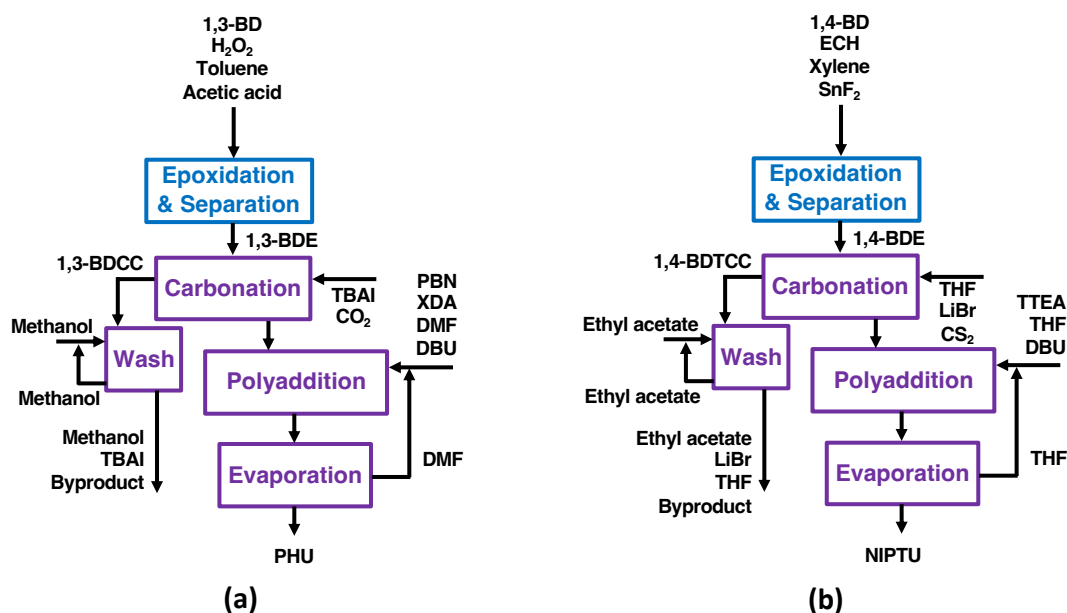 1,3-BD
H₂O₂
Toluene
Acetic acid
Epoxidation
& Separation
1,3-BDE
1,3-BDCC
Carbonation
TBAI
CO₂
PBN
XDA
DMF
DBU
Methanol
Wash
Methanol
Polyaddition
Methanol
TBAI
Byproduct
Evaporation
DMF
PHU
(a)
1,4-BD
ECH
Xylene
SnF₂
Epoxidation
& Separation
1,4-BDE
1,4-BDTCC
Carbonation
THF
LiBr
CS₂
TTEA
THF
DBU
Ethyl acetate
Wash
Ethyl acetate
Polyaddition
Ethyl acetate
LiBr
THF
Byproduct
Evaporation
THF
NIPTU
(b)